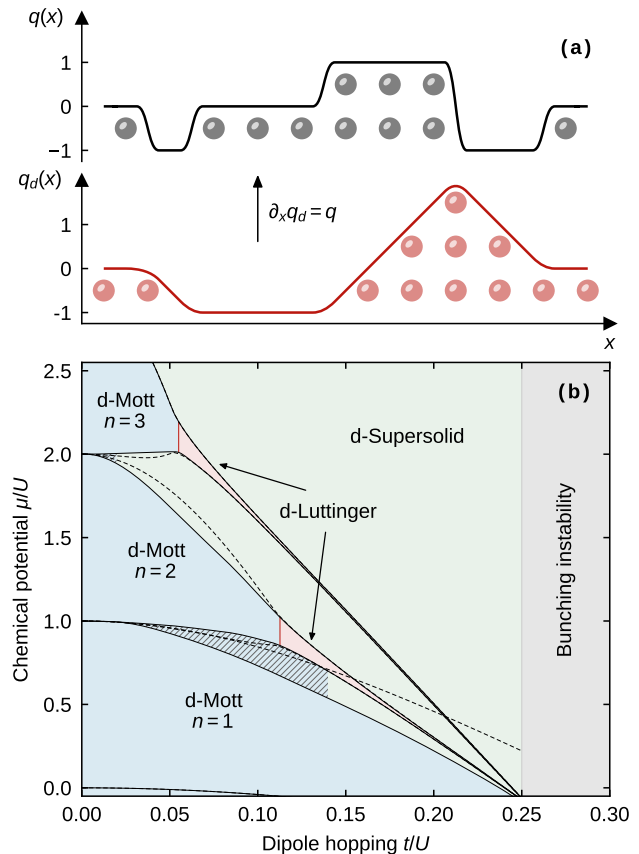 q(x)
(a)
1
0
−1
q_d(x)
∂ₓq_d = q
1
0
-1
x
2.5
2.0
1.5
1.0
0.5
0.0
Chemical potential μ/U
(b)
d-Mott
n = 3
d-Supersolid
d-Luttinger
d-Mott
n = 2
d-Mott
n = 1
Bunching instability
0.00
0.05
0.10
0.15
0.20
0.25
0.30
Dipole hopping t/U